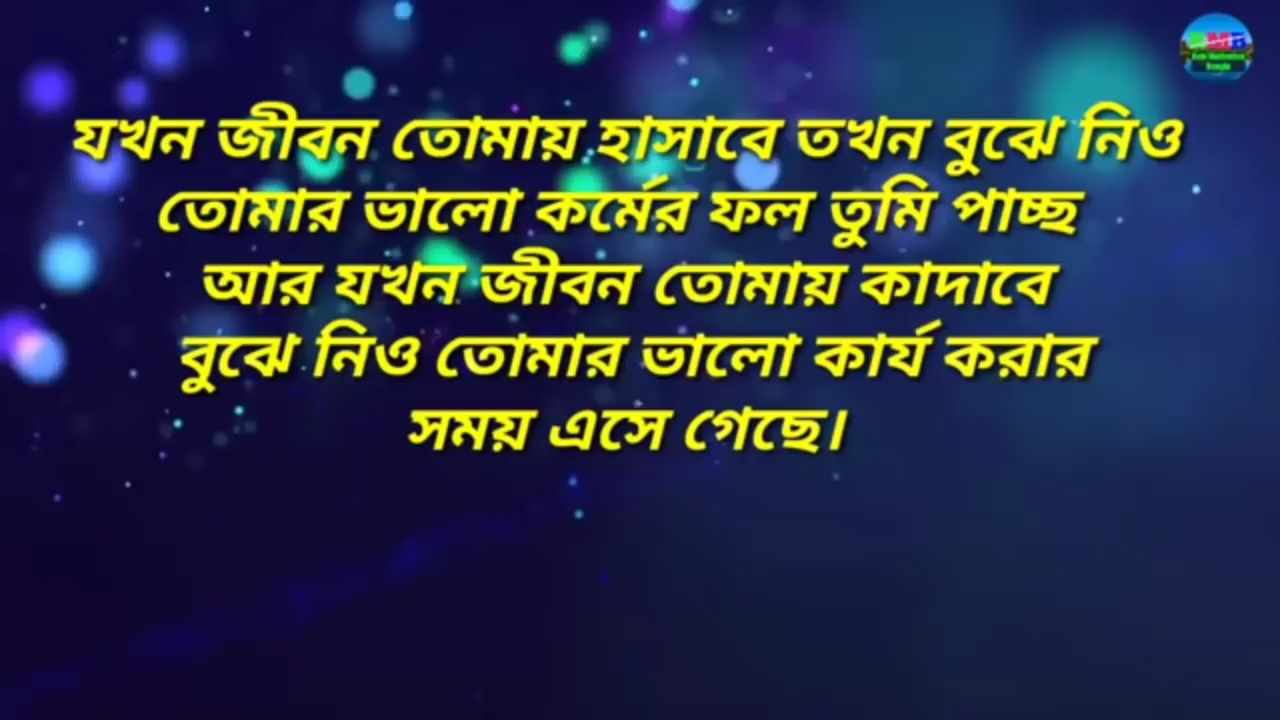 যখন জীবন তোমায় হাসাবে তখন বুঝে নিও
তোমার ভালো কর্মের ফল তুমি পাচ্ছ
আর যখন জীবন তোমায় কাদাবে
বুঝে নিও তোমার ভালো কার্য করার
সময় এসে গেছে।